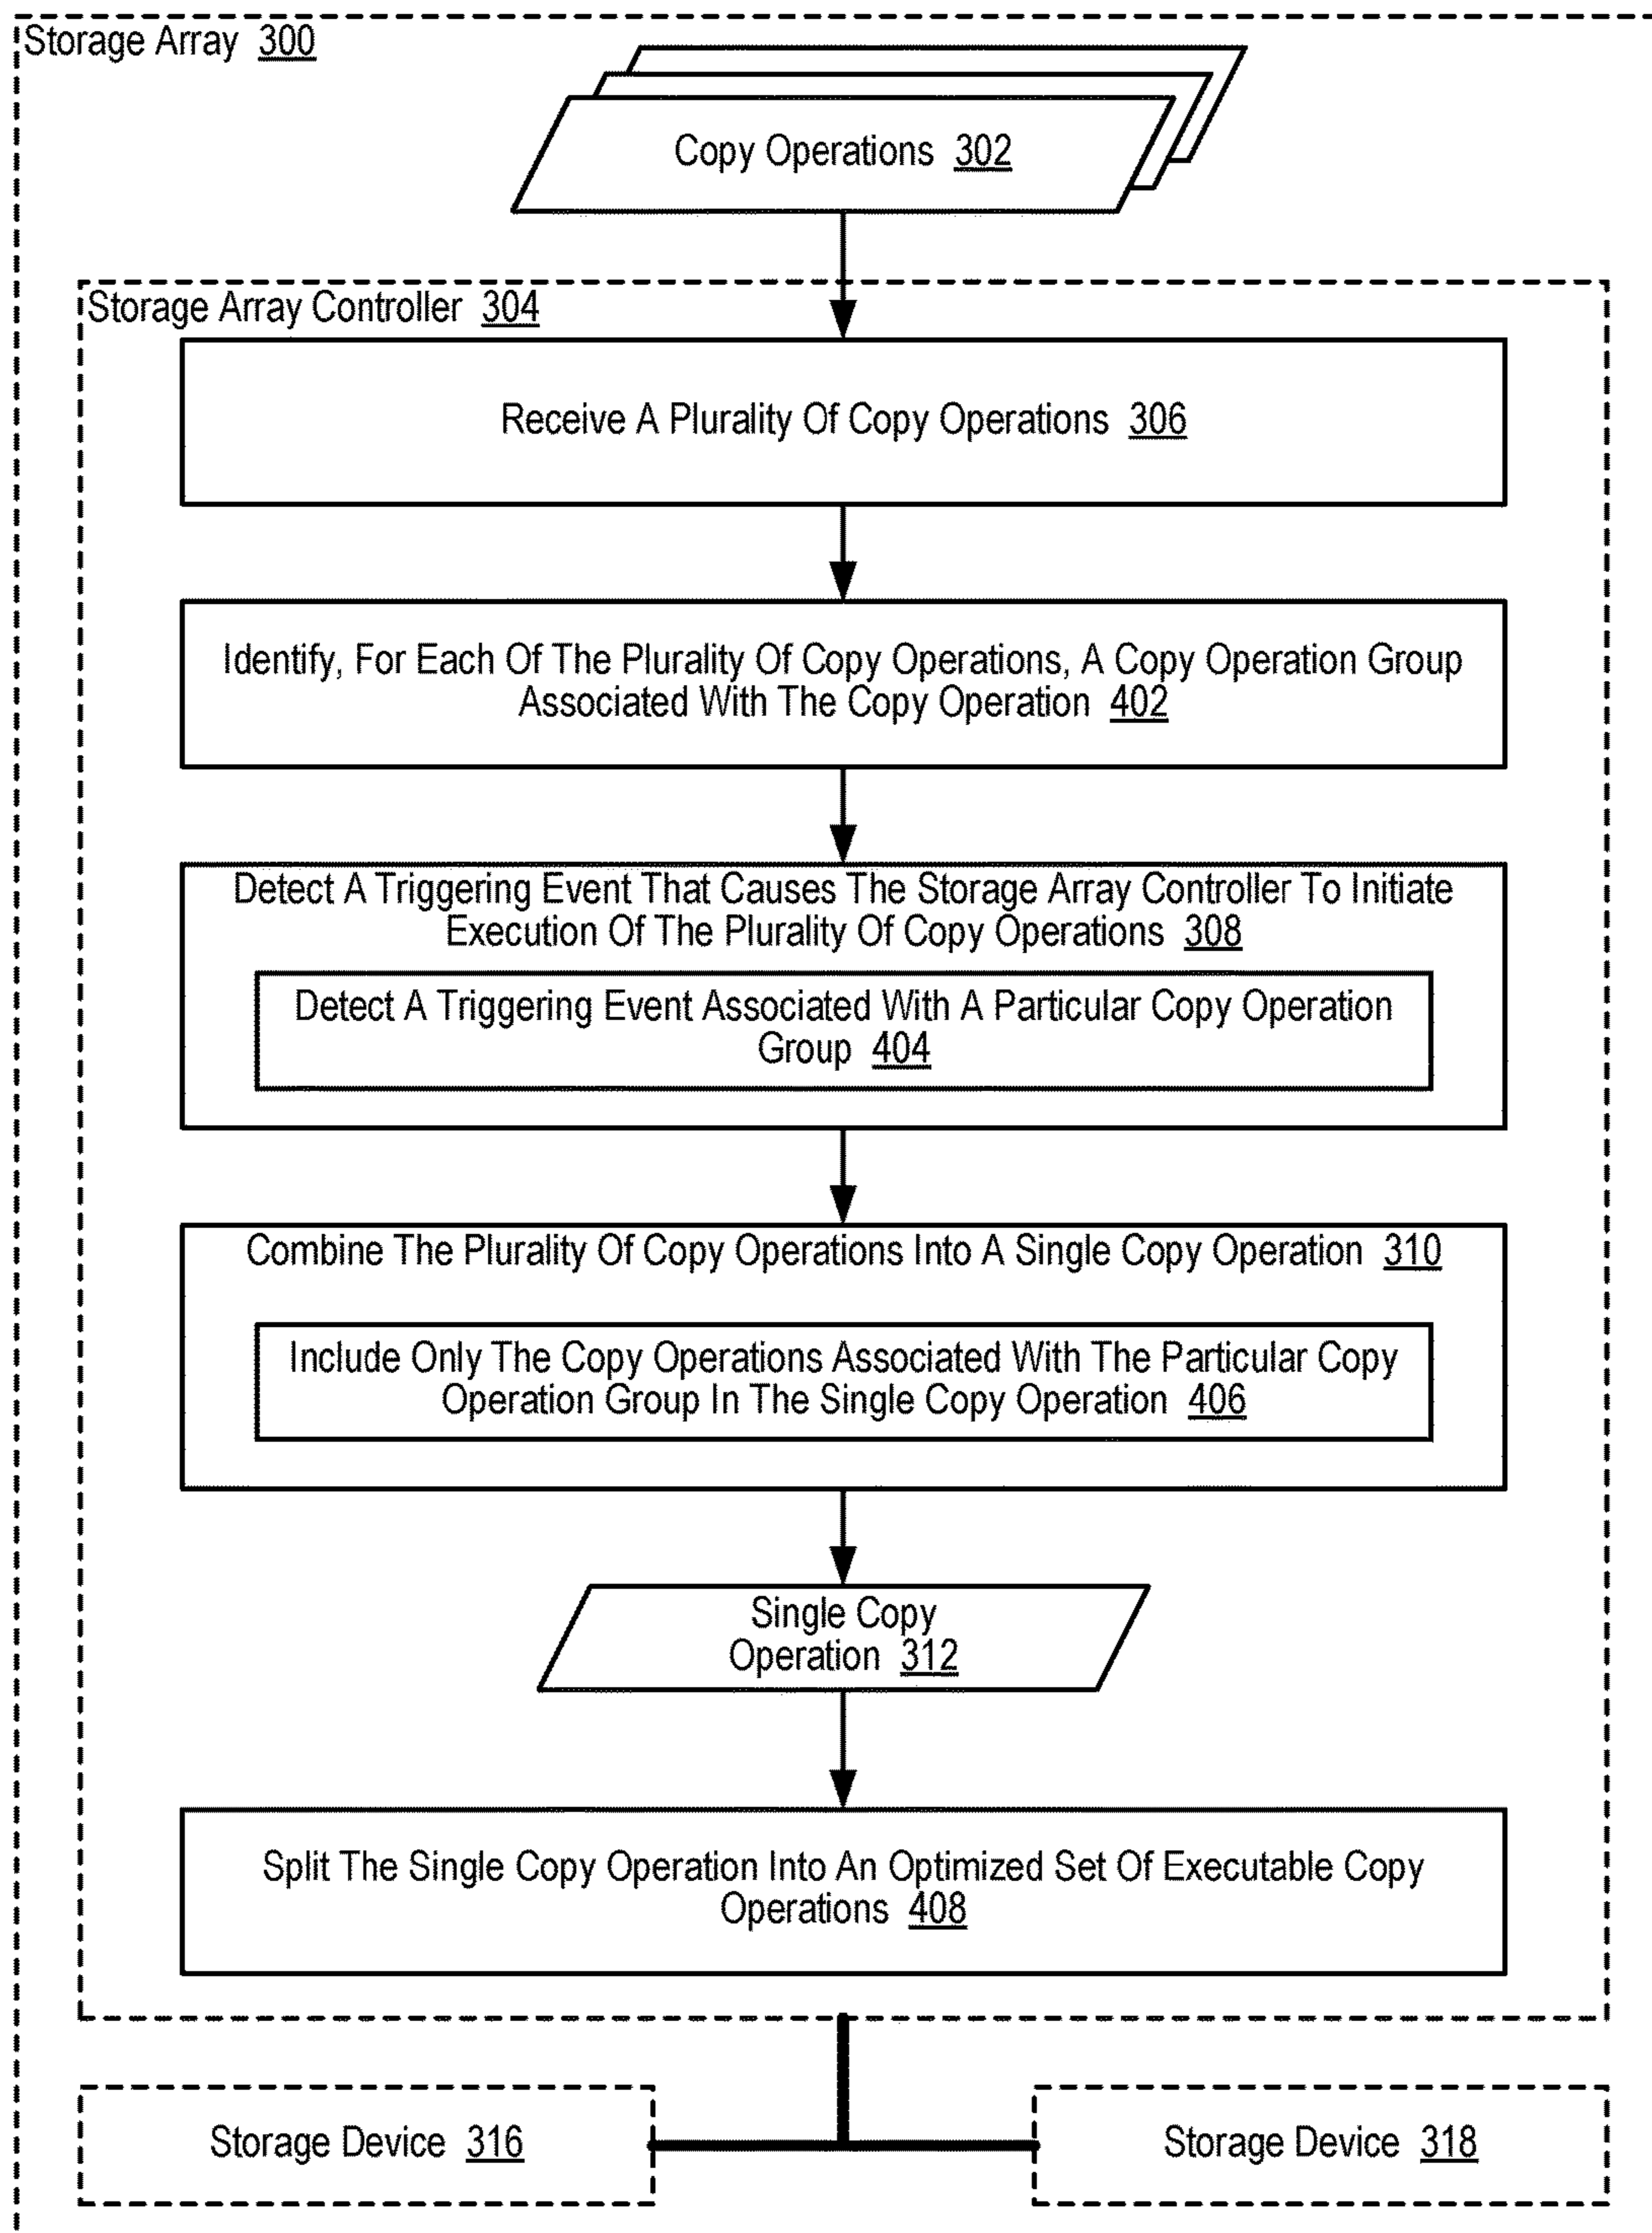 Storage Array 300
Copy Operations 302
Storage Array Controller 304
Receive A Plurality Of Copy Operations 306
Identify, For Each Of The Plurality Of Copy Operations, A Copy Operation Group
Associated With The Copy Operation 402
Detect A Triggering Event That Causes The Storage Array Controller To Initiate
Execution Of The Plurality Of Copy Operations 308
Detect A Triggering Event Associated With A Particular Copy Operation
Group 404
Combine The Plurality Of Copy Operations Into A Single Copy Operation 310
Include Only The Copy Operations Associated With The Particular Copy
Operation Group In The Single Copy Operation 406
Single Copy
Operation 312
Split The Single Copy Operation Into An Optimized Set Of Executable Copy
Operations 408
Storage Device 316
Storage Device 318